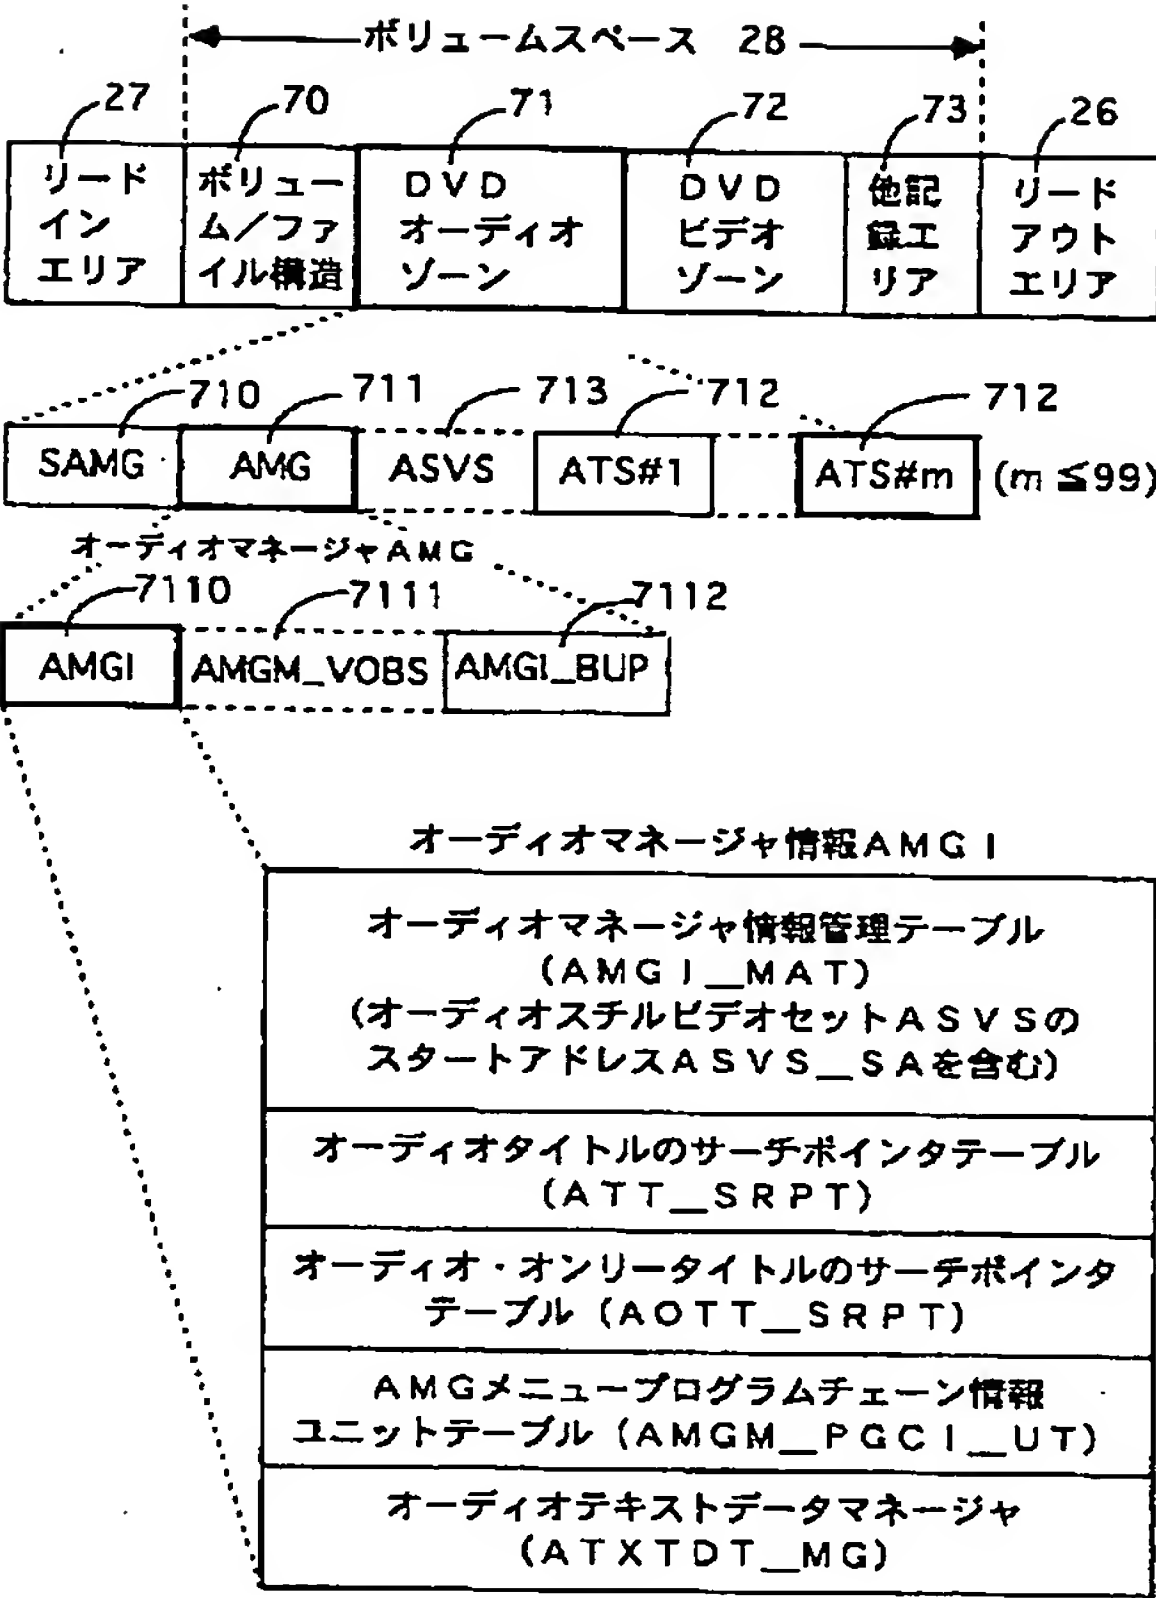 ボリュームスペース 28
27 70 71 72 73 26
リード
イン
エリア
ボリュー
ム/ファ
イル構造
DVD
オーディオ
ゾーン
DVD
ビデオ
ゾーン
他記
録エ
リア
リード
アウト
エリア
710 711 713 712 712
SAMG AMG ASVS ATS#1 ATS#m (m≦99)
オーディオマネージャAMG
7110 7111 7112
AMGI AMGM_VOBS AMGI_BUP
オーディオマネージャ情報AMGI
オーディオマネージャ情報管理テーブル
(AMGI_MAT)
(オーディオスチルビデオセットASVSの
スタートアドレスASVS_SAを含む)
オーディオタイトルのサーチポインタテーブル
(ATT_SRPT)
オーディオ・オンリータイトルのサーチポインタ
テーブル(AOTT_SRPT)
AMGメニュープログラムチェーン情報
ユニットテーブル(AMGM_PGCI_UT)
オーディオテキストデータマネージャ
(ATXTDT_MG)